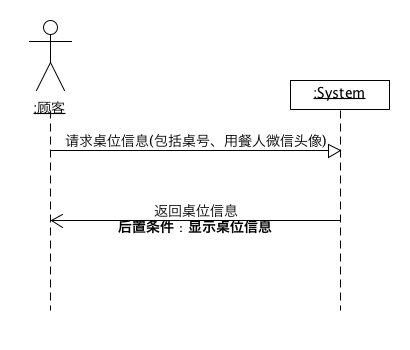 :顾客
:System
请求桌位信息(包括桌号、用餐人微信头像)
返回桌位信息
后置条件：显示桌位信息